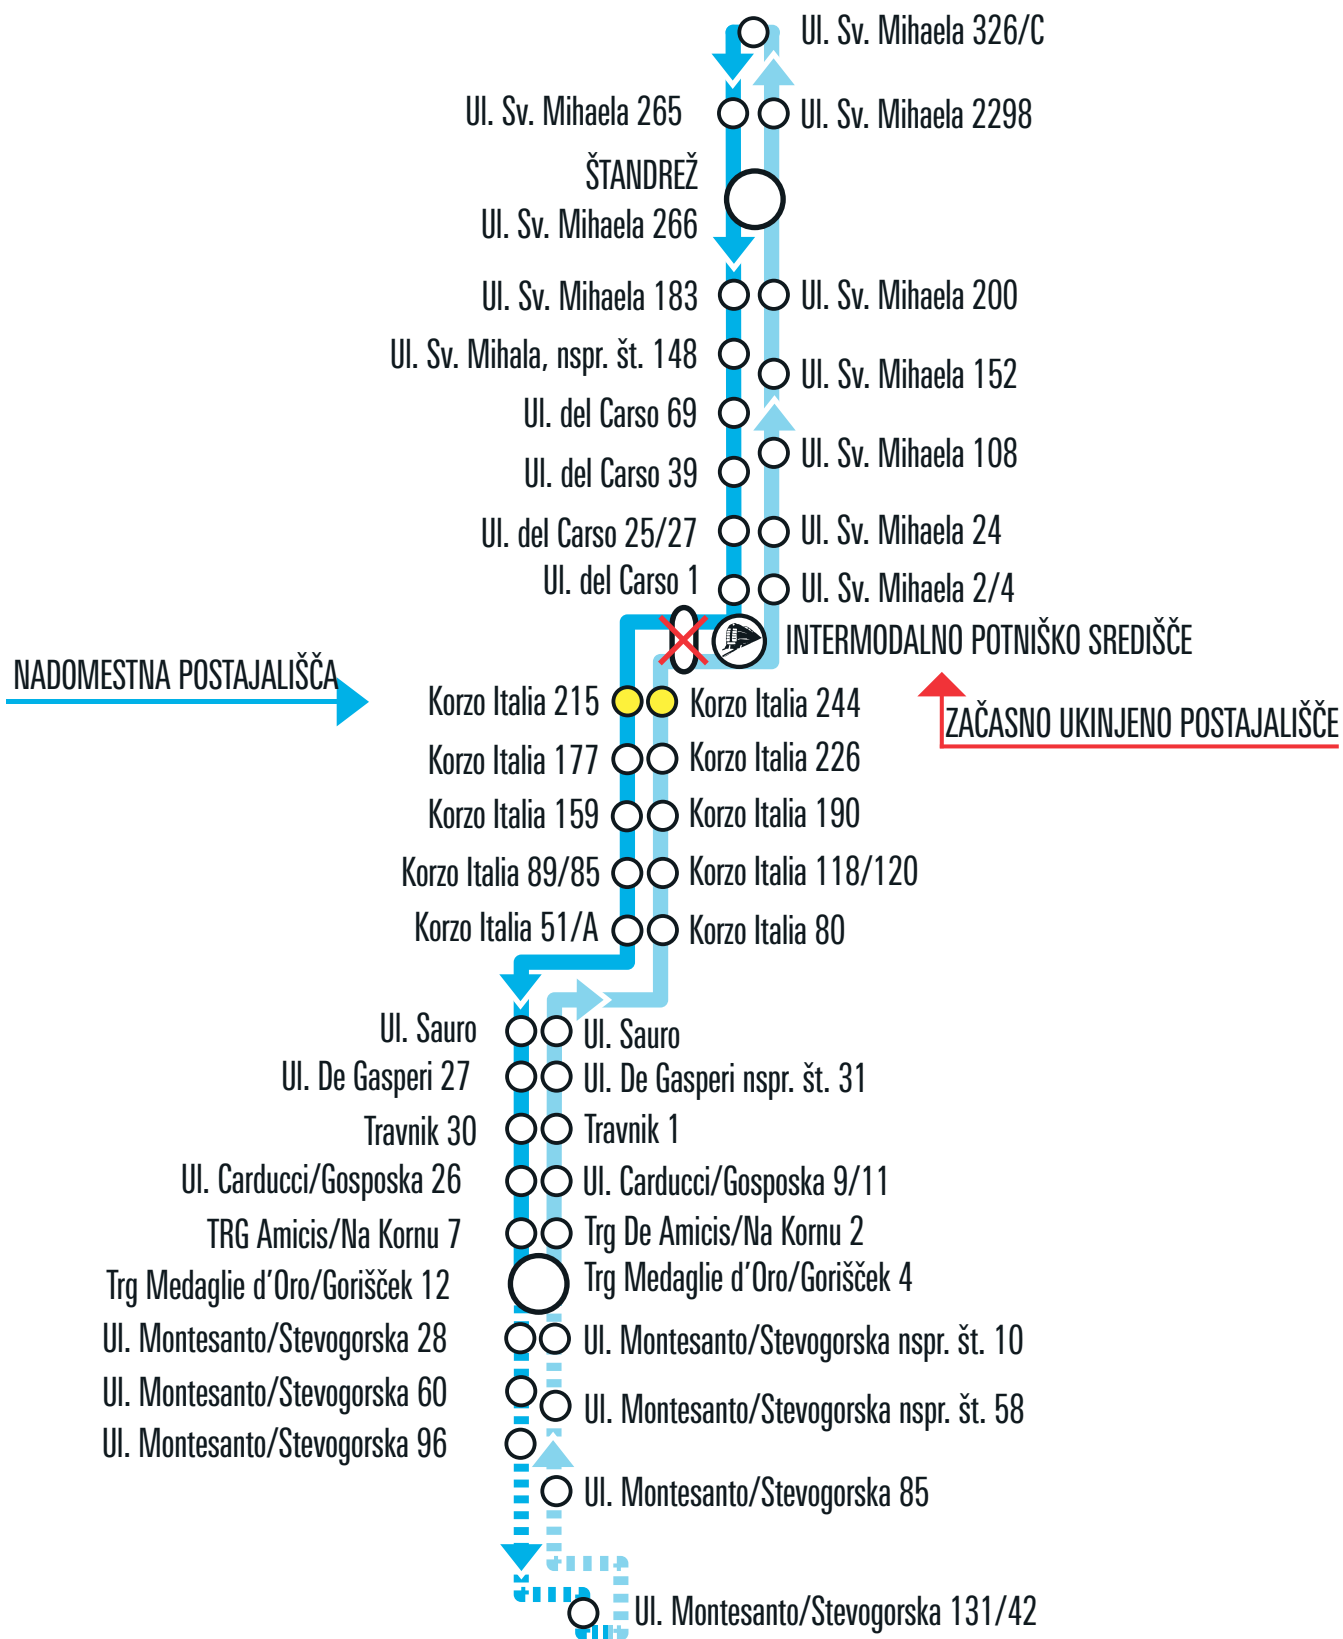 Ul. Sv. Mihaela 326/C
Ul. Sv. Mihaela 265
Ul. Sv. Mihaela 2298
ŠTANDREŽ
Ul. Sv. Mihaela 266
Ul. Sv. Mihaela 183
Ul. Sv. Mihaela 200
Ul. Sv. Mihala, nspr. št. 148
Ul. Sv. Mihaela 152
Ul. del Carso 69
Ul. Sv. Mihaela 108
Ul. del Carso 39
Ul. del Carso 25/27
Ul. Sv. Mihaela 24
Ul. del Carso 1
Ul. Sv. Mihaela 2/4
INTERMODALNO POTNIŠKO SREDIŠČE
NADOMESTNA POSTAJALIŠČA
Korzo Italia 215
Korzo Italia 244
ZAČASNO UKINJENO POSTAJALIŠČE
Korzo Italia 177
Korzo Italia 226
Korzo Italia 159
Korzo Italia 190
Korzo Italia 89/85
Korzo Italia 118/120
Korzo Italia 51/A
Korzo Italia 80
Ul. Sauro
Ul. Sauro
Ul. De Gasperi 27
Ul. De Gasperi nspr. št. 31
Travnik 30
Travnik 1
Ul. Carducci/Gosposka 26
Ul. Carducci/Gosposka 9/11
TRG Amicis/Na Kornu 7
Trg De Amicis/Na Kornu 2
Trg Medaglie d'Oro/Gorišček 12
Trg Medaglie d'Oro/Gorišček 4
Ul. Montesanto/Stevogorska 28
Ul. Montesanto/Stevogorska nspr. št. 10
Ul. Montesanto/Stevogorska 60
Ul. Montesanto/Stevogorska nspr. št. 58
Ul. Montesanto/Stevogorska 96
Ul. Montesanto/Stevogorska 85
Ul. Montesanto/Stevogorska 131/42